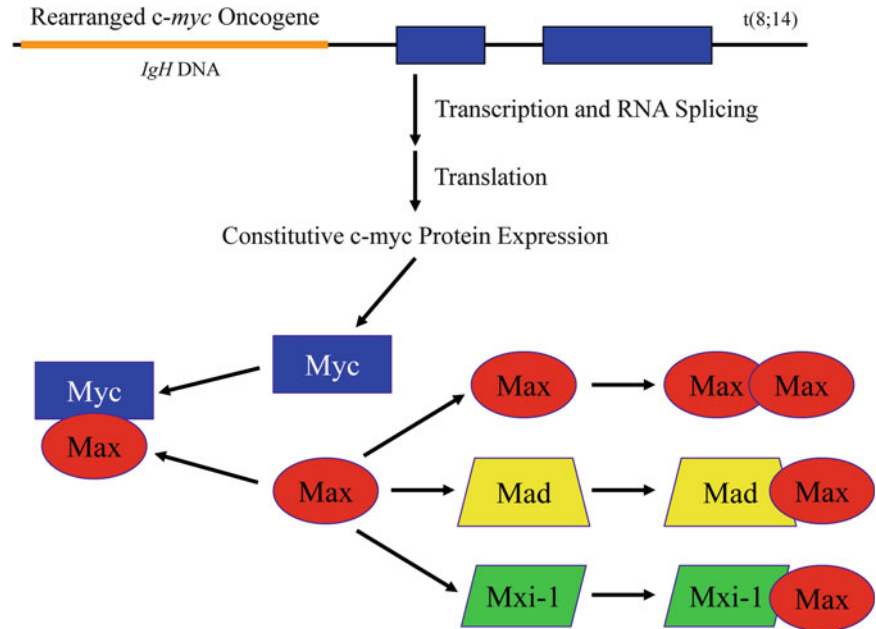 Rearranged c-myc Oncogene
t(8;14)
IgH DNA
Transcription and RNA Splicing
Translation
Constitutive c-myc Protein Expression
Myc
Myc
Max
Max Max
Max
Max
Mad
Mad Max
Mxi-1
Mxi-1 Max